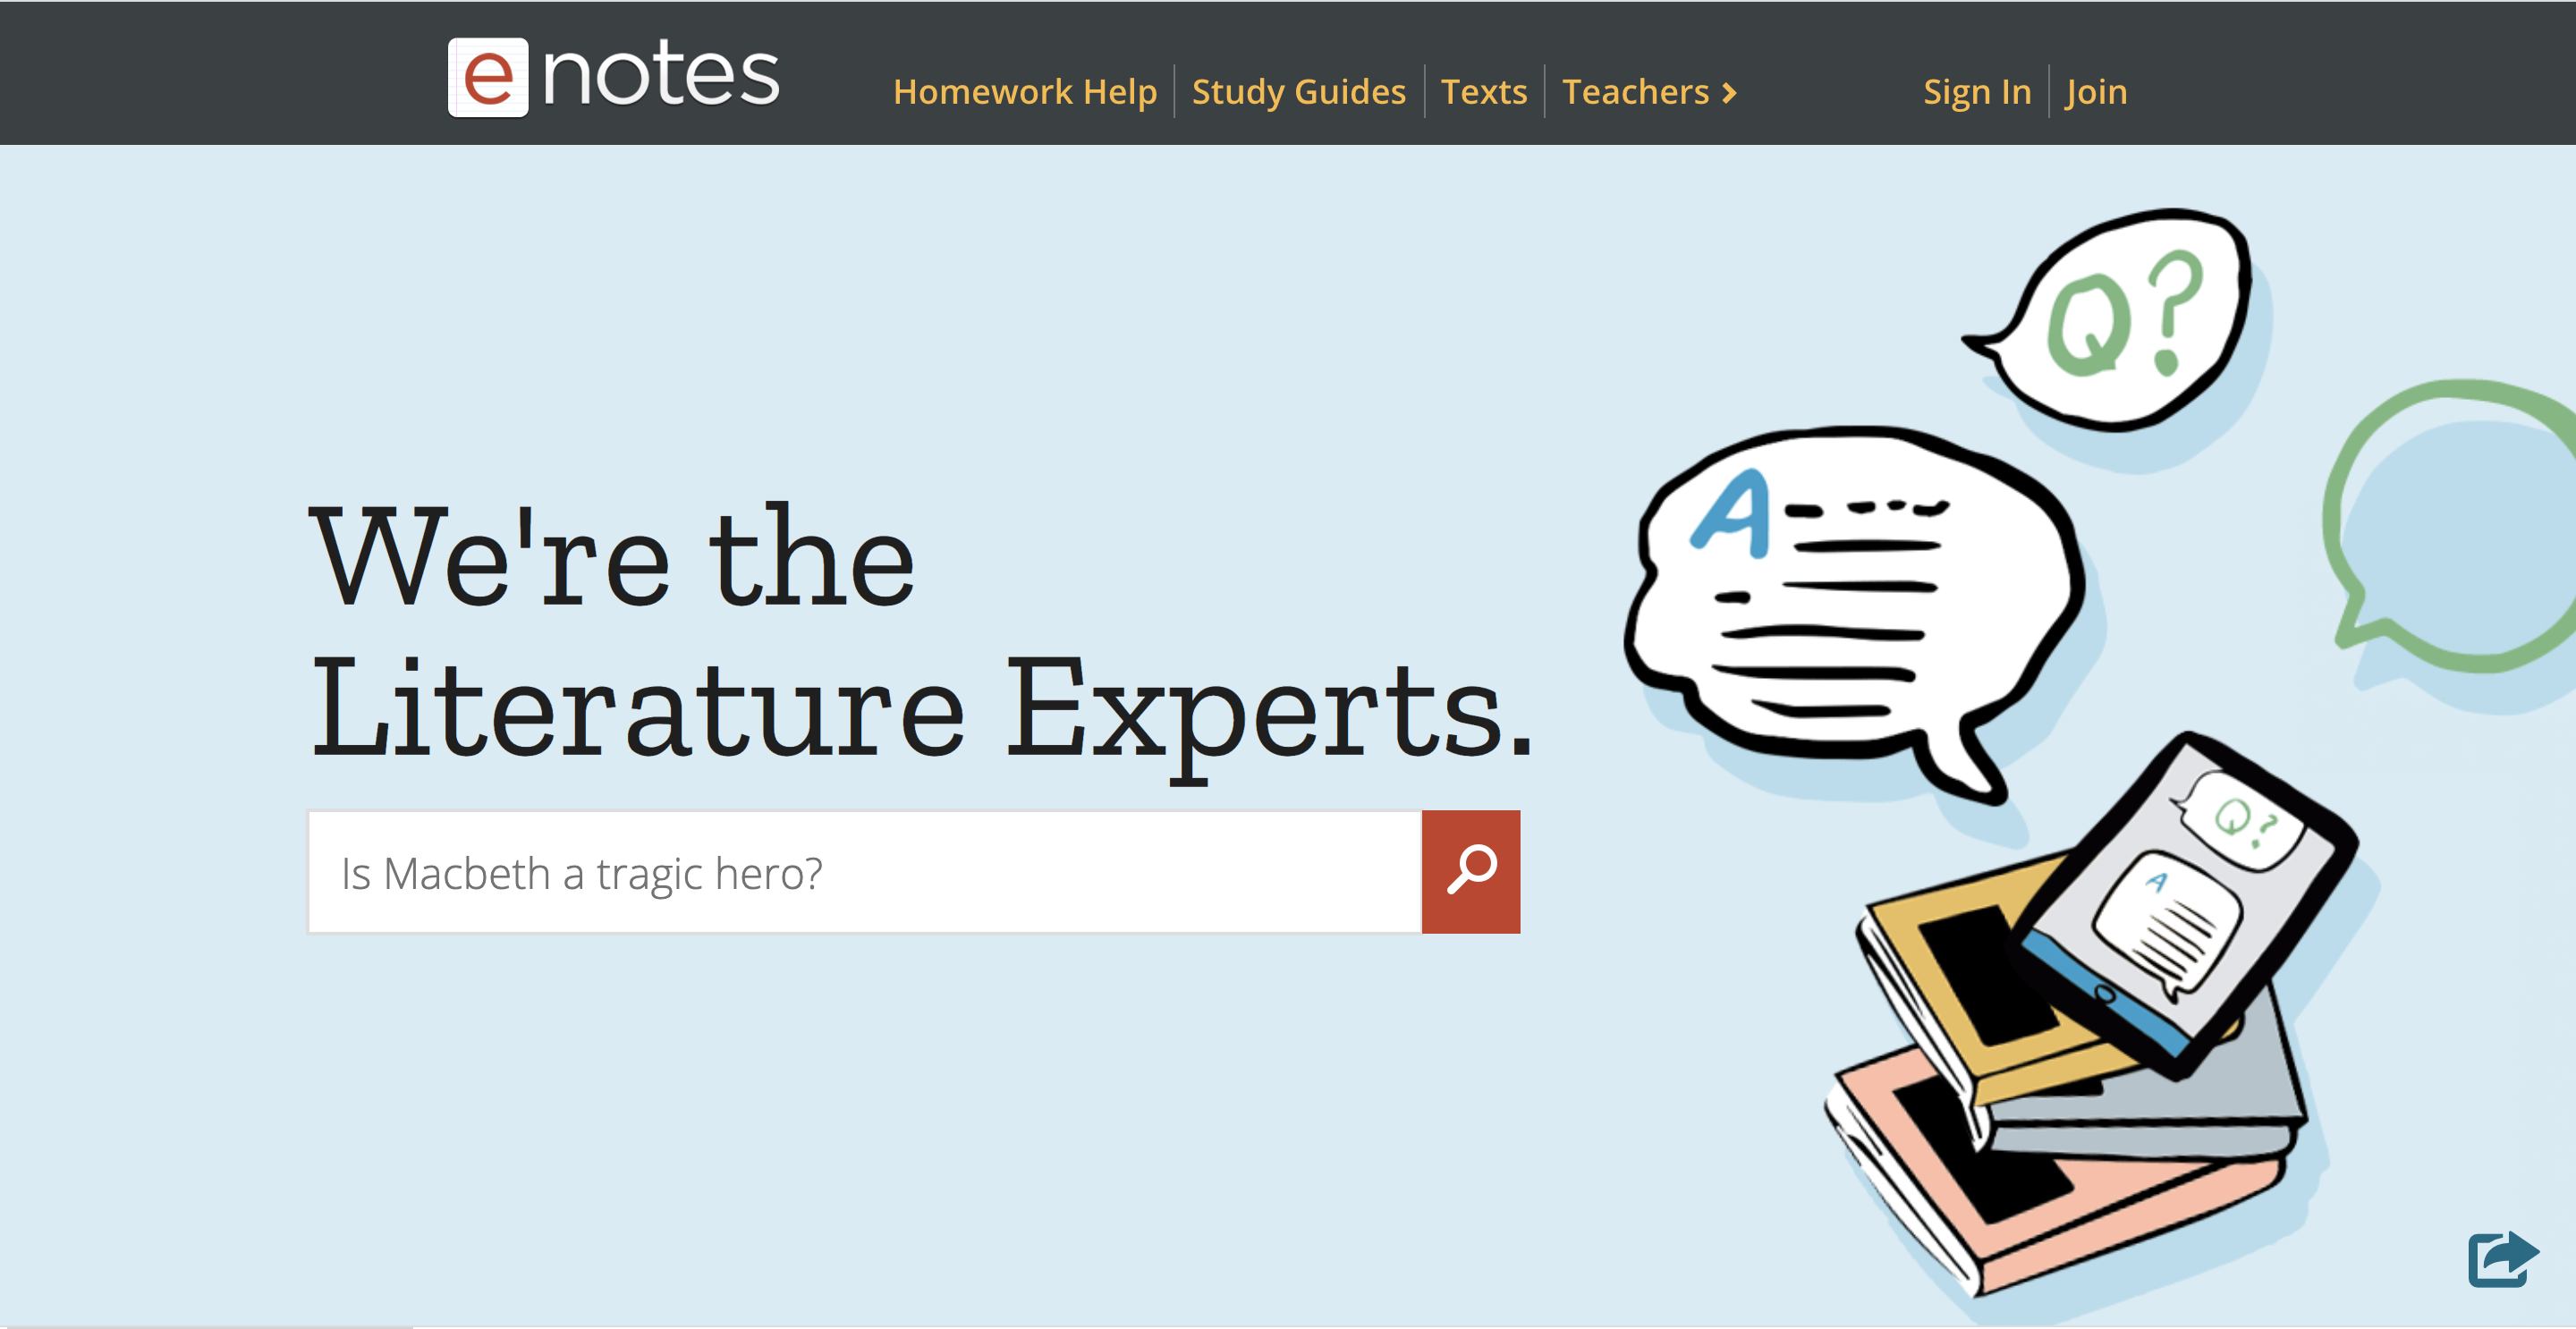 enotes
Homework Help Study Guides Texts Teachers Sign In Join
Q?
A
We're the
Literature Experts.
Is Macbeth a tragic hero?
Q?
A